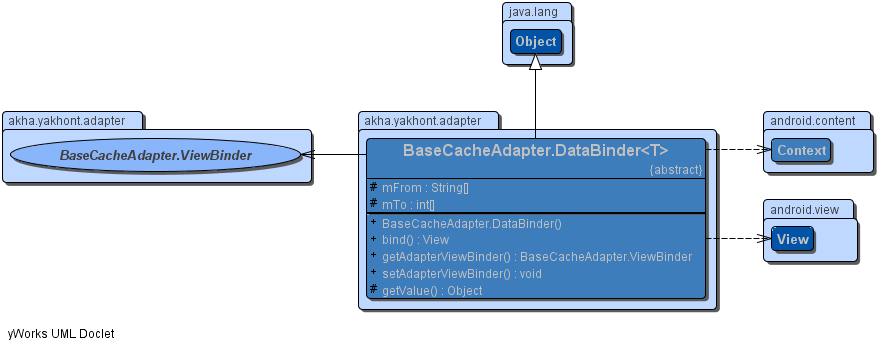 java.lang
Object
akha.yakhont.adapter
BaseCacheAdapter.ViewBinder
akha.yakhont.adapter
BaseCacheAdapter.DataBinder<T>
{abstract}
# mFrom : String[]
# mTo : int[]
+ BaseCacheAdapter.DataBinder()
+ bind() : View
+ getAdapterViewBinder() : BaseCacheAdapter.ViewBinder
+ setAdapterViewBinder() : void
# getValue() : Object
android.content
Context
android.view
View
yWorks UML Doclet